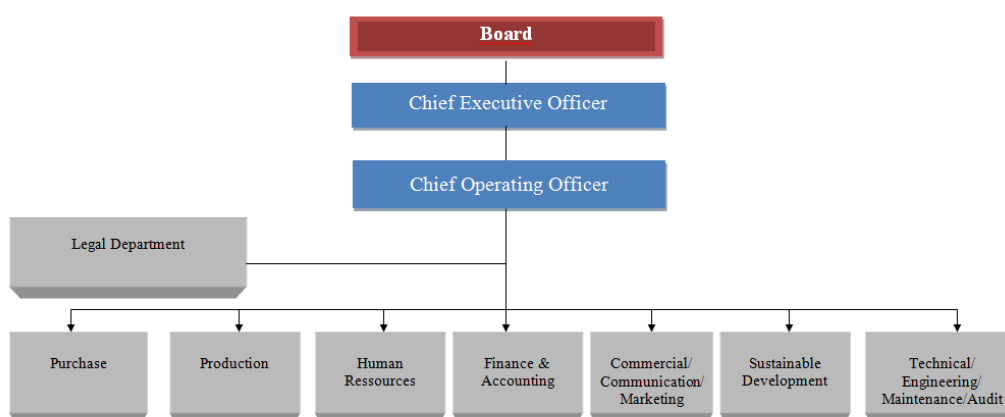 Board
Chief Executive Officer
Chief Operating Officer
Legal Department
Purchase
Production
Human
Ressources
Finance &
Accounting
Commercial/
Communication/
Marketing
Sustainable
Development
Technical/
Engineering/
Maintenance/Audit